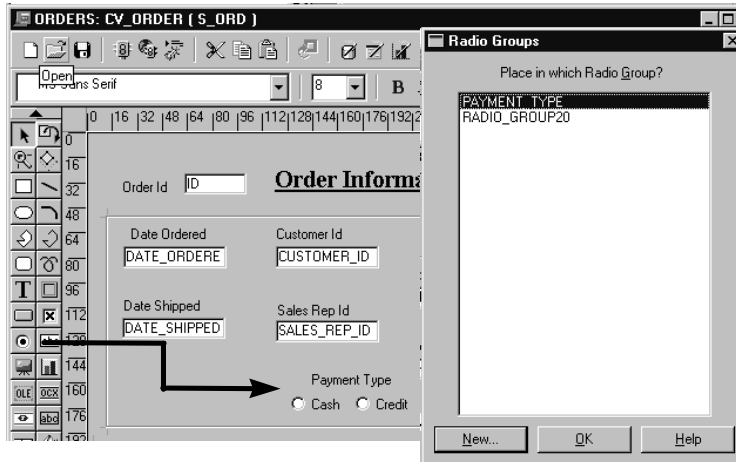 ORDERS: CV_ORDER ( S_ORD )
Open
Sans Serif
8
B
0 16 32 48 64 80 96 112 128 144 160 176 192 2
0
16
32
48
64
80
96
112
128
144
160
176
192
T
abc
OLE
OCX
abd
Order Id
ID
Order Informa
Date Ordered
Customer Id
DATE_ORDERE
CUSTOMER_ID
Date Shipped
Sales Rep Id
DATE_SHIPPED
SALES_REP_ID
Payment Type
Cash
Credit
Radio Groups
Place in which Radio Group?
PAYMENT_TYPE
RADIO_GROUP20
New...
OK
Help